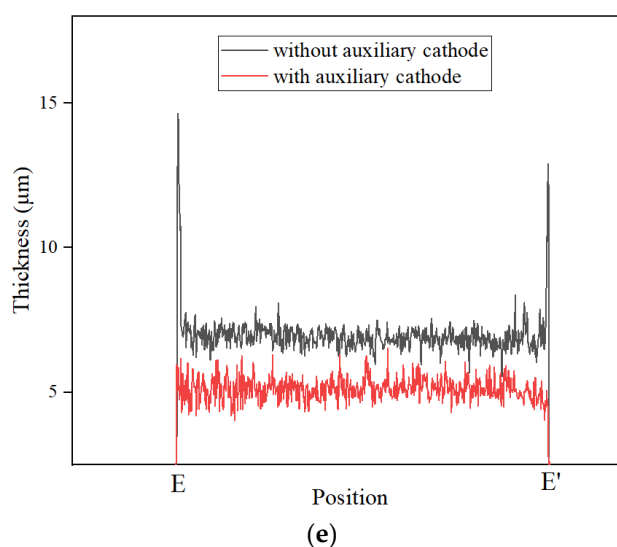 without auxiliary cathode
with auxiliary cathode
15
10
5
Thickness (μm)
E
E'
Position
(e)